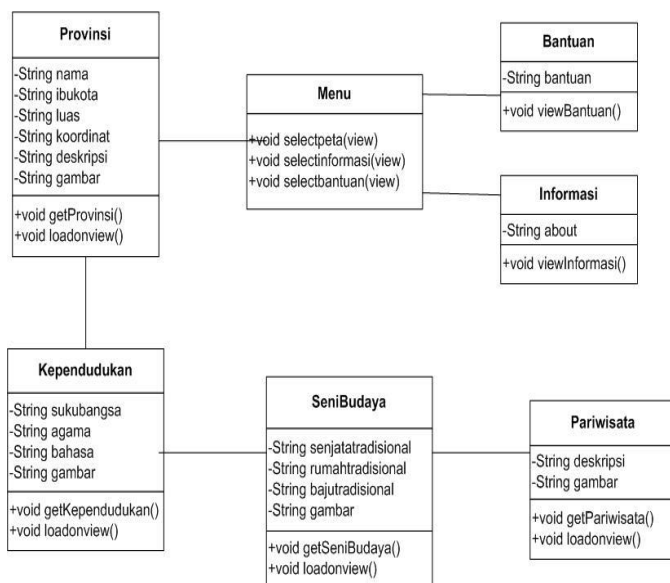 Provinsi
-String nama
-String ibukota
-String luas
-String koordinat
-String deskripsi
-String gambar
+void getProvinsi()
+void loadonview()
Menu
+void selectpeta(view)
+void selectinformasi(view)
+void selectbantuan(view)
Bantuan
-String bantuan
+void viewBantuan()
Informasi
-String about
+void viewInformasi()
Kependudukan
-String sukubangsa
-String agama
-String bahasa
-String gambar
+void getKependudukan()
+void loadonview()
SeniBudaya
-String senjatatradisional
-String rumahtradisional
-String bajutradisional
-String gambar
+void getSeniBudaya()
+void loadonview()
Pariwisata
-String deskripsi
-String gambar
+void getPariwisata()
+void loadonview()